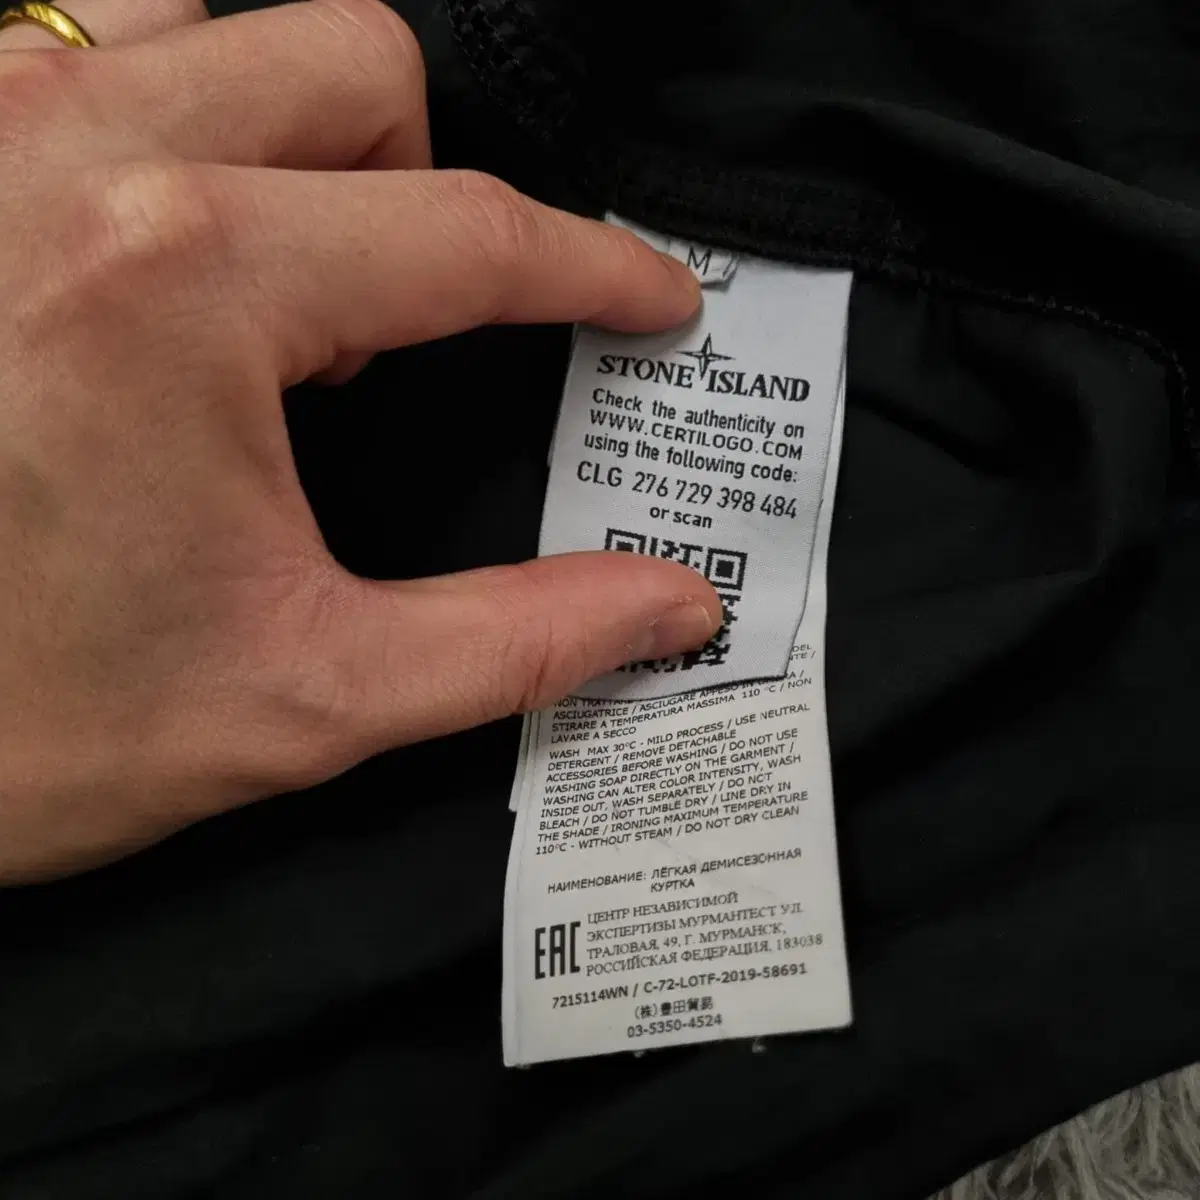 M
STONE ISLAND
Check the authenticity on
WWW.CERTILOGO.COM
using the following code:
CLG 276 729 398 484
or scan
DEL
NTE /
NON
ASCIUGATRICE / ASCIUGARE APPESO IN
STIRARE A TEMPERATURA MASSIMA 110 °C / NON
LAVARE A SECCO
WASH MAX 30°C - MILD PROCESS / USE NEUTRAL
DETERGENT / REMOVE DETACHABLE
ACCESSORIES BEFORE WASHING / DO NOT USE
WASHING SOAP DIRECTLY ON THE GARMENT /
WASHING CAN ALTER COLOR INTENSITY, WASH
INSIDE OUT, WASH SEPARATELY / DO NOT
BLEACH / DO NOT TUMBLE DRY / LINE DRY IN
THE SHADE / IRONING MAXIMUM TEMPERATURE
110°C - WITHOUT STEAM / DO NOT DRY CLEAN
НАИМЕНОВАНИЕ: ЛЁГКАЯ ДЕМИСЕЗОННАЯ
КУРТКА
EAC
ЦЕНТР НЕЗАВИСИМОЙ
ЭКСПЕРТИЗЫ МУРМАНТЕСТ УЛ.
ТРАЛОВАЯ, 49, Г. МУРМАНСК,
РОССИЙСКАЯ ФЕДЕРАЦИЯ, 183038
7215114WN / C-72-LOTF-2019-58691
(株)豊田貿易
03-5350-4524